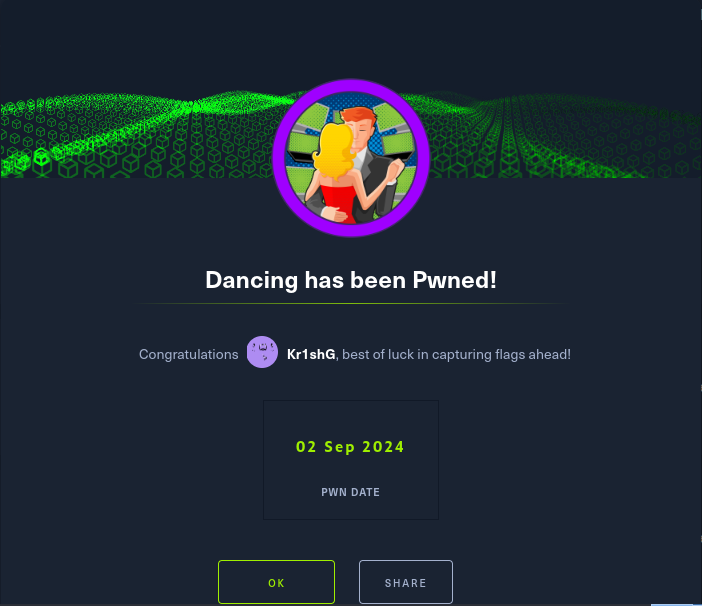 Dancing has been Pwned!
Congratulations Kr1shG, best of luck in capturing flags ahead!
02 Sep 2024
PWN DATE
OK SHARE